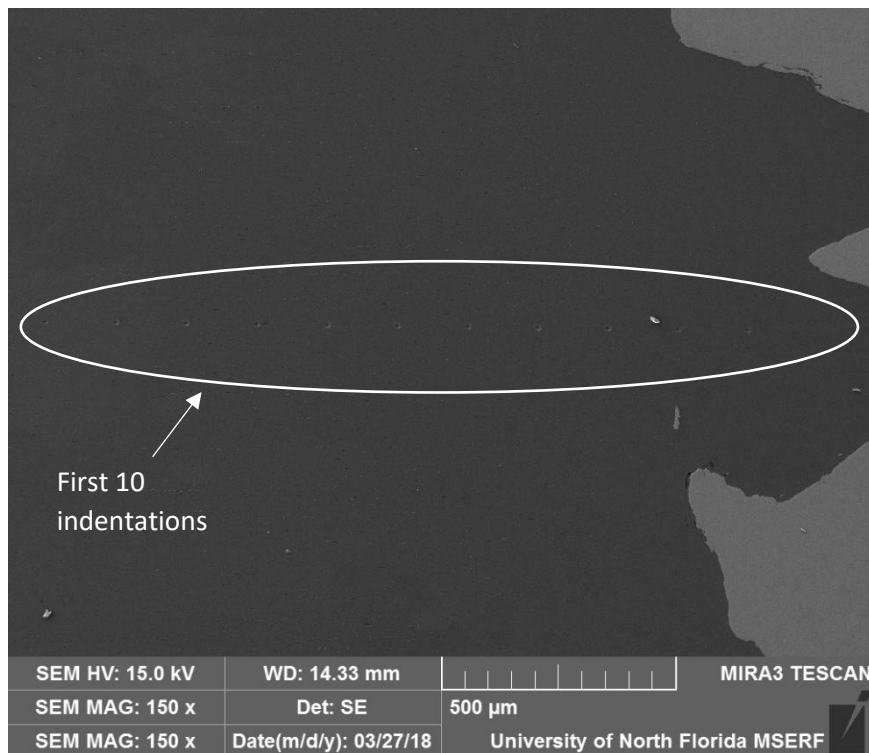 First 10
indentations
SEM HV: 15.0 kV WD: 14.33 mm MIRA3 TESCAN
SEM MAG: 150 x Det: SE 500 µm
SEM MAG: 150 x Date(m/d/y): 03/27/18 University of North Florida MSERF